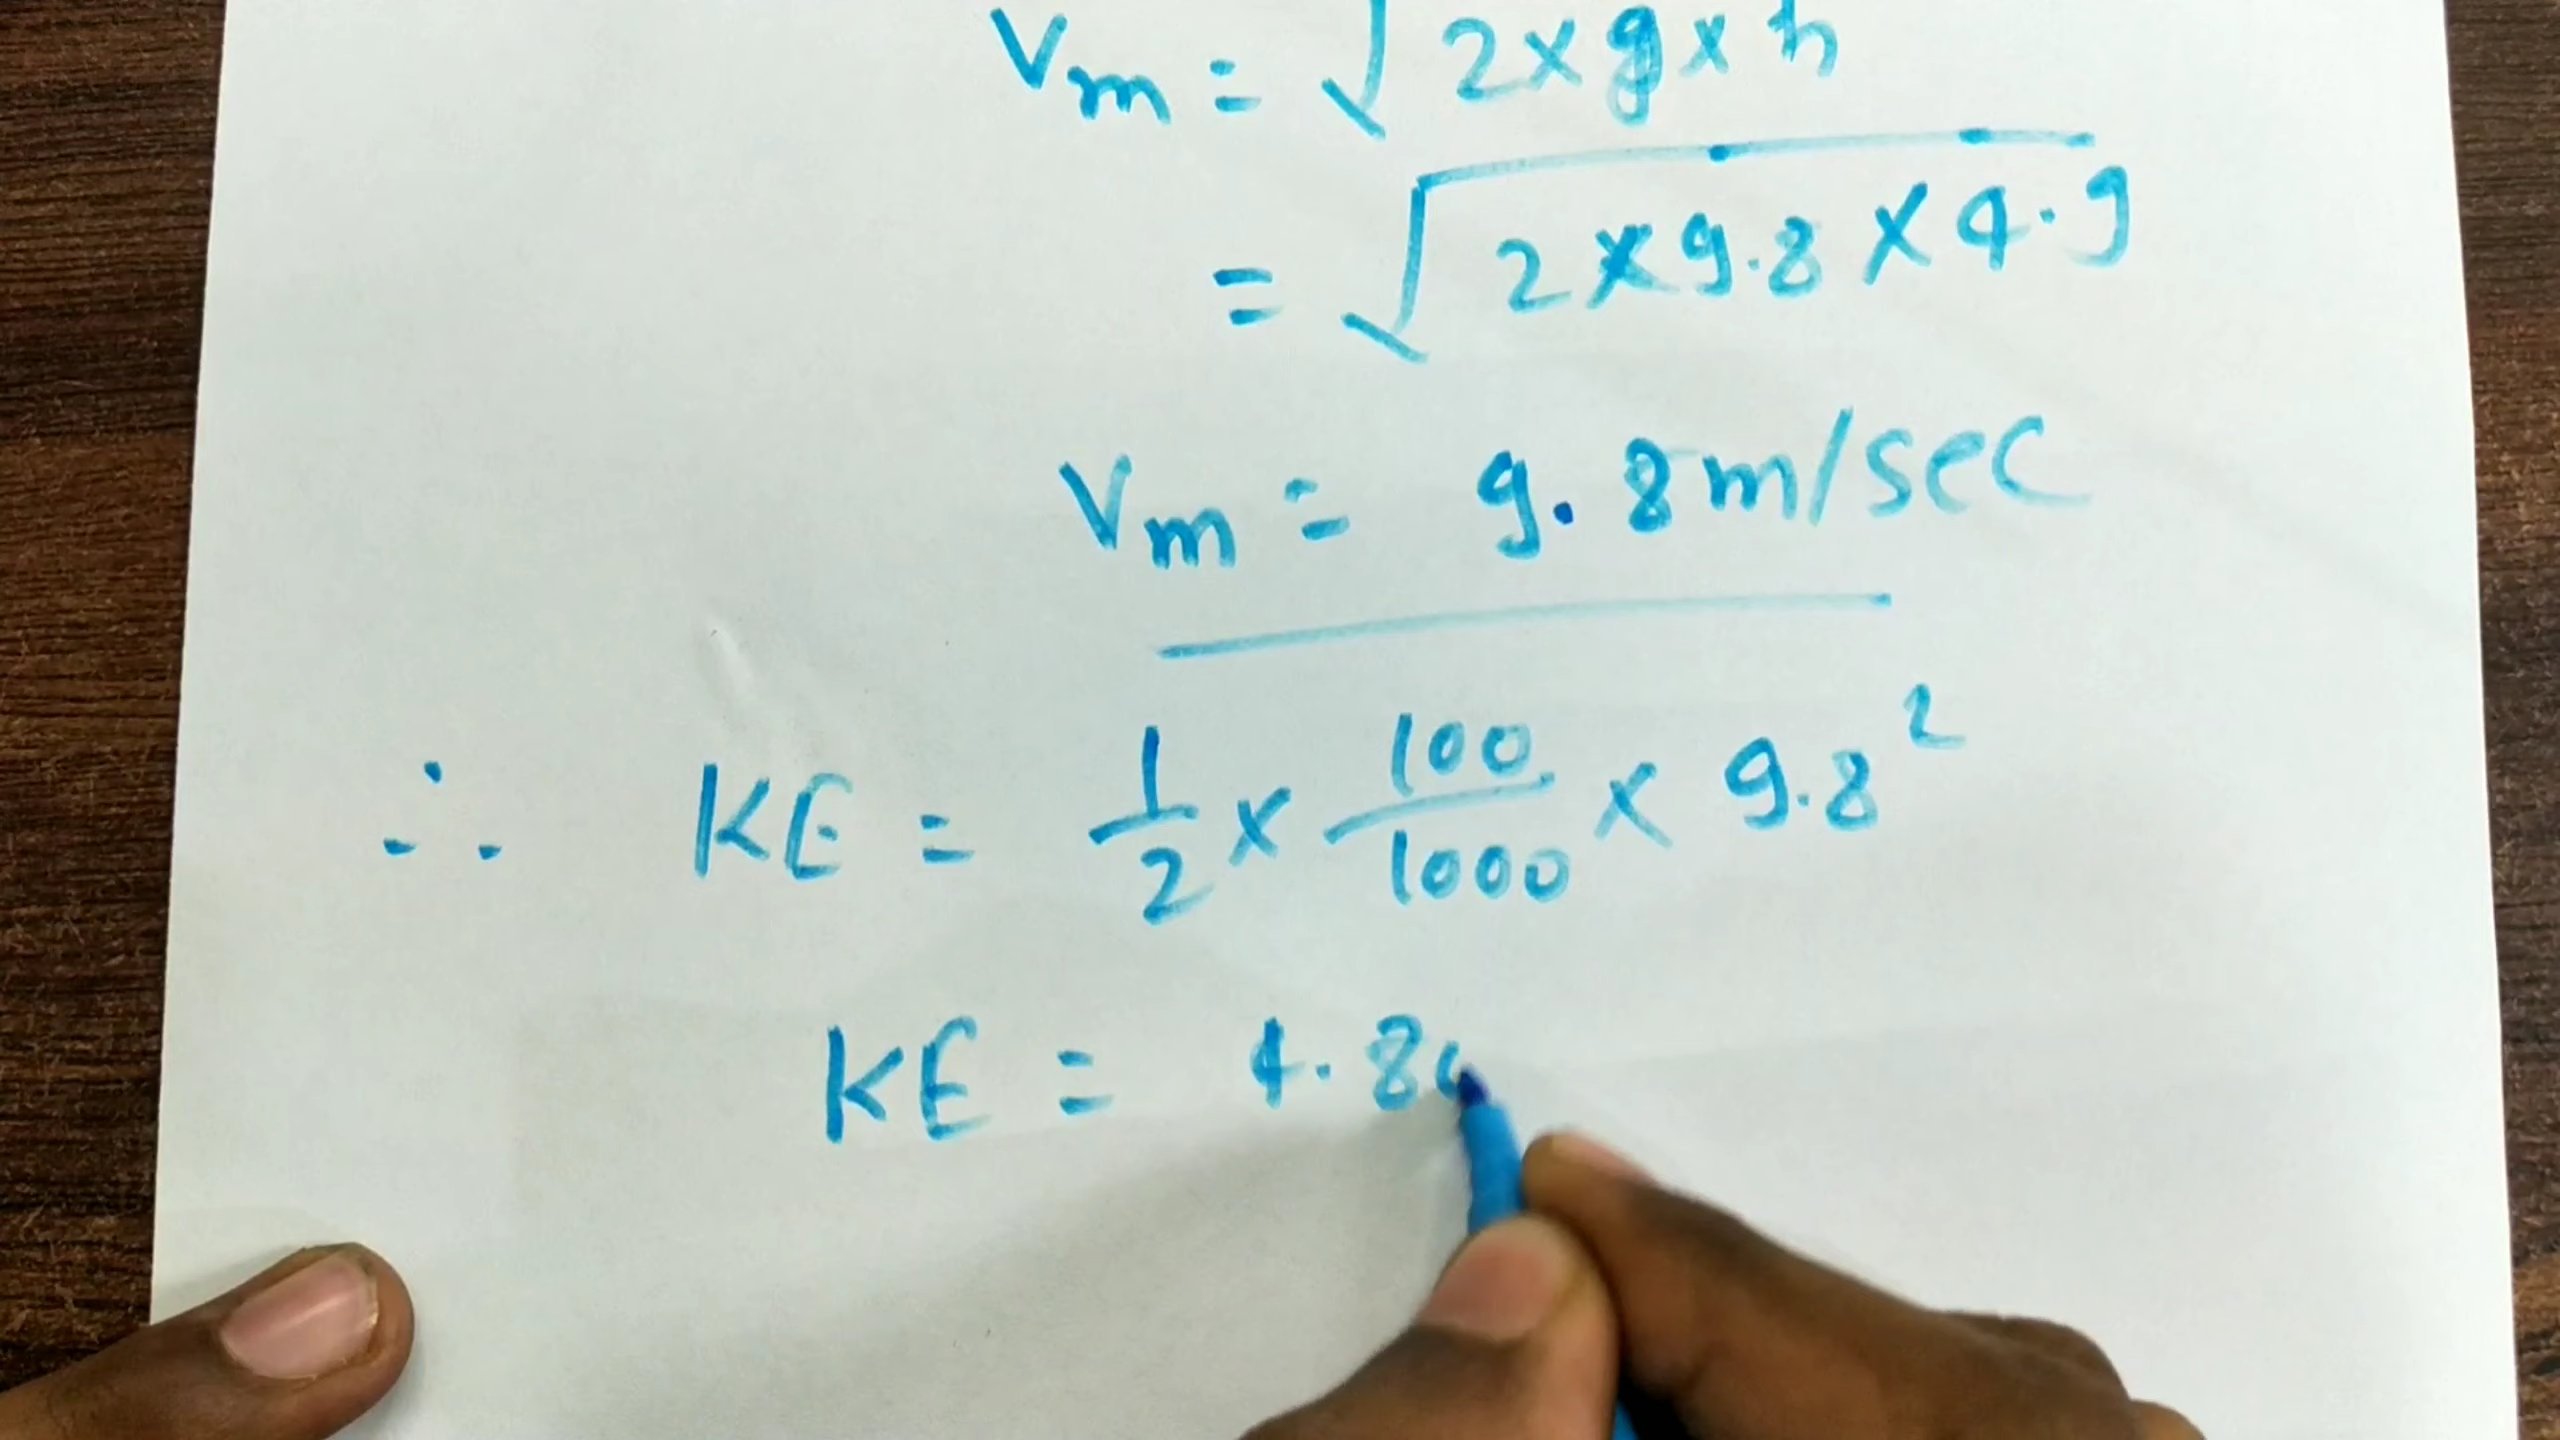 Vm = √2×g×h
= √2×9.8×4.9
Vm = 9.8m/sec
∴ KE = 1/2 × 100/1000 × 9.8²
KE = 4.8